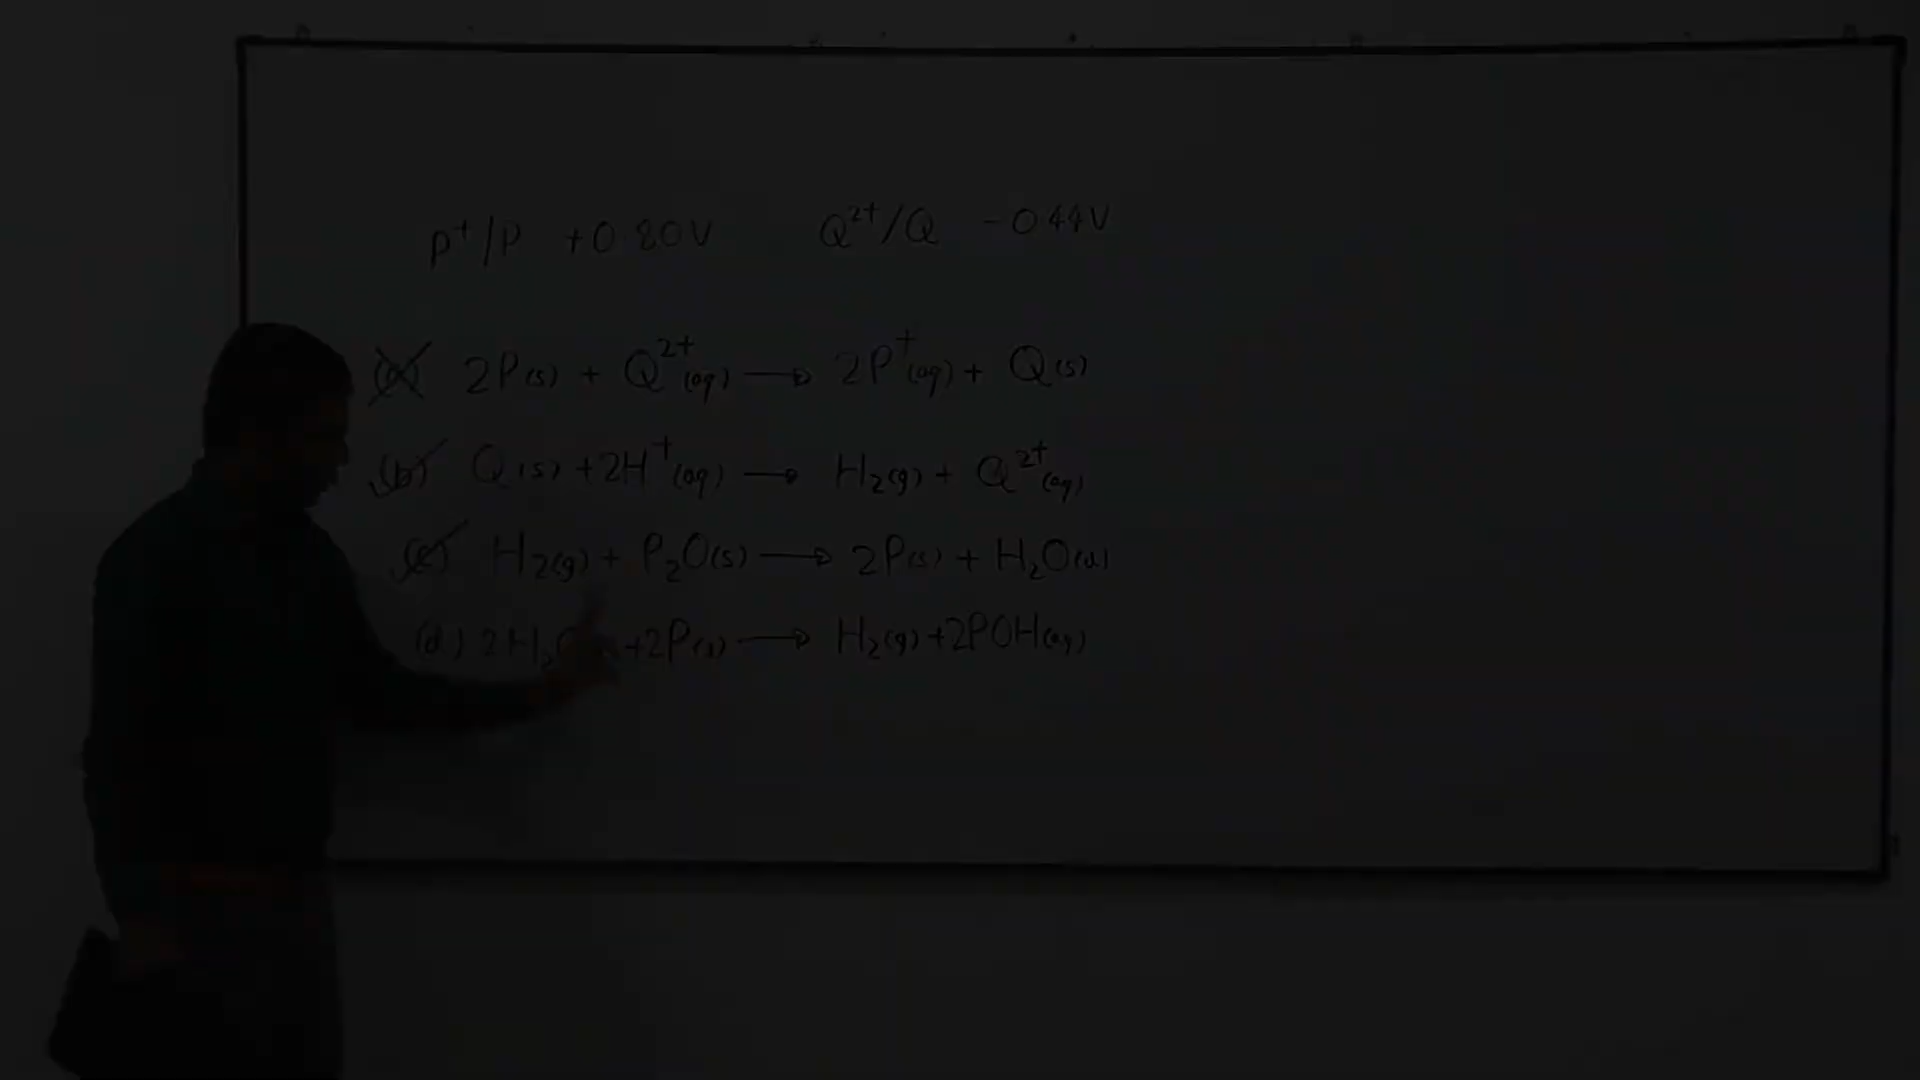 P⁺/P +0.80V Q²⁺/Q -0.44V
(a) 2P(s) + Q²⁺(aq) → 2P⁺(aq) + Q(s)
(b) Q(s) + 2H⁺(aq) → H₂(g) + Q²⁺(aq)
(c) H₂(g) + P₂O(s) → 2P(s) + H₂O(l)
(d) 2H₂ +2P(s) → H₂(g) +2POH(aq)